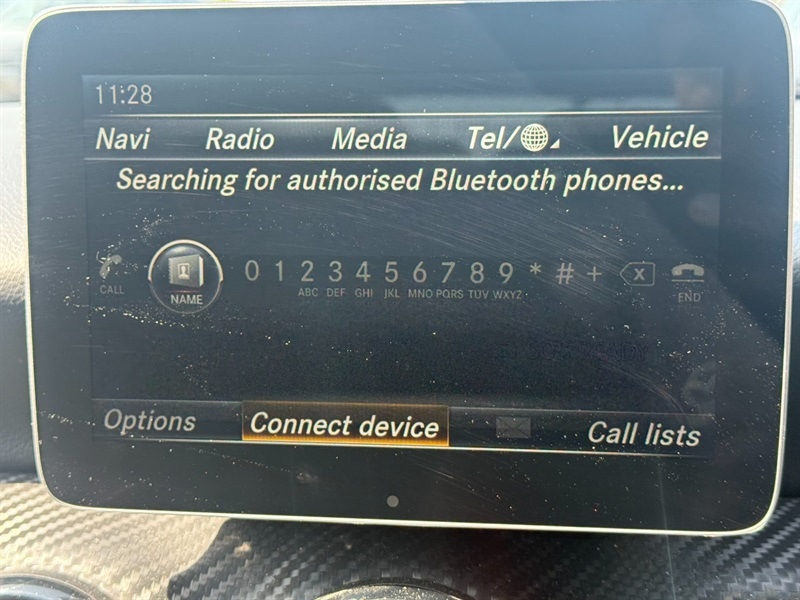 11:28
Navi Radio Media Tel/ Vehicle
Searching for authorised Bluetooth phones...
0 1 2 3 4 5 6 7 8 9 * # +
CALL NAME ABC DEF GHI JKL MNO PQRS TUV WXYZ X END
Options Connect device Call lists